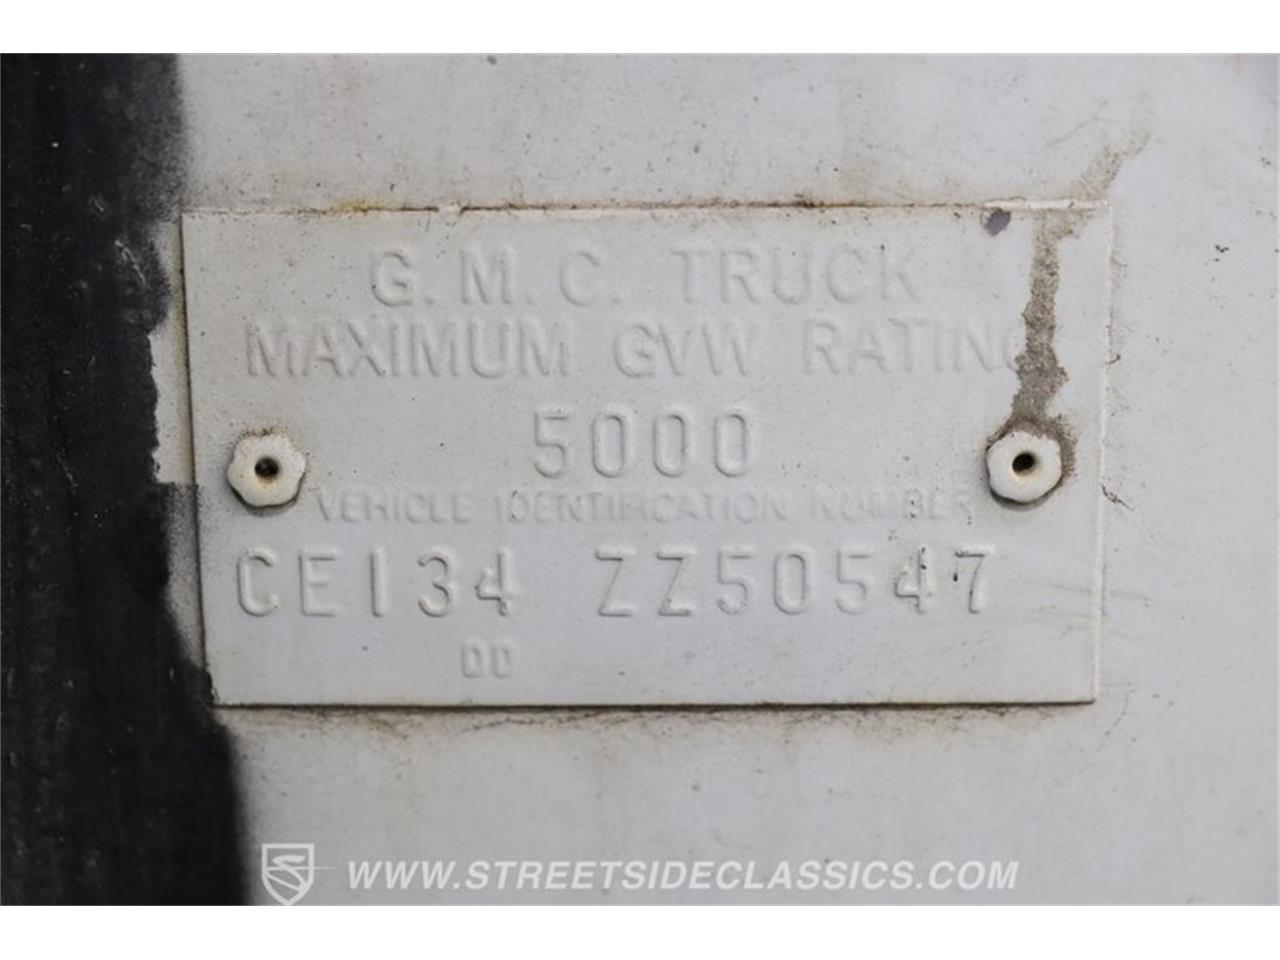 G. M. C. TRUCK
MAXIMUM GVW RATING
5000
VEHICLE IDENTIFICATION NUMBER
CE134 ZZ50547
DD
WWW.STREETSIDECLASSICS.COM